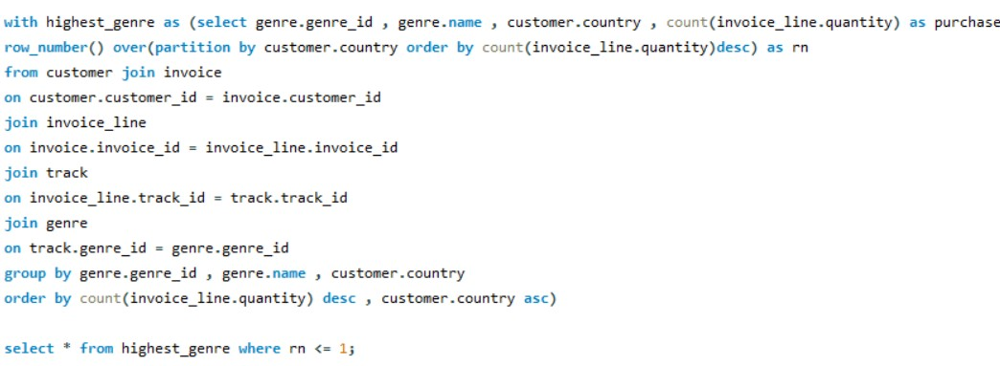 with highest_genre as (select genre.genre_id , genre.name , customer.country , count(invoice_line.quantity) as purchase
row_number() over(partition by customer.country order by count(invoice_line.quantity)desc) as rn
from customer join invoice
on customer.customer_id = invoice.customer_id
join invoice_line
on invoice.invoice_id = invoice_line.invoice_id
join track
on invoice_line.track_id = track.track_id
join genre
on track.genre_id = genre.genre_id
group by genre.genre_id , genre.name , customer.country
order by count(invoice_line.quantity) desc , customer.country asc)
select * from highest_genre where rn <= 1;